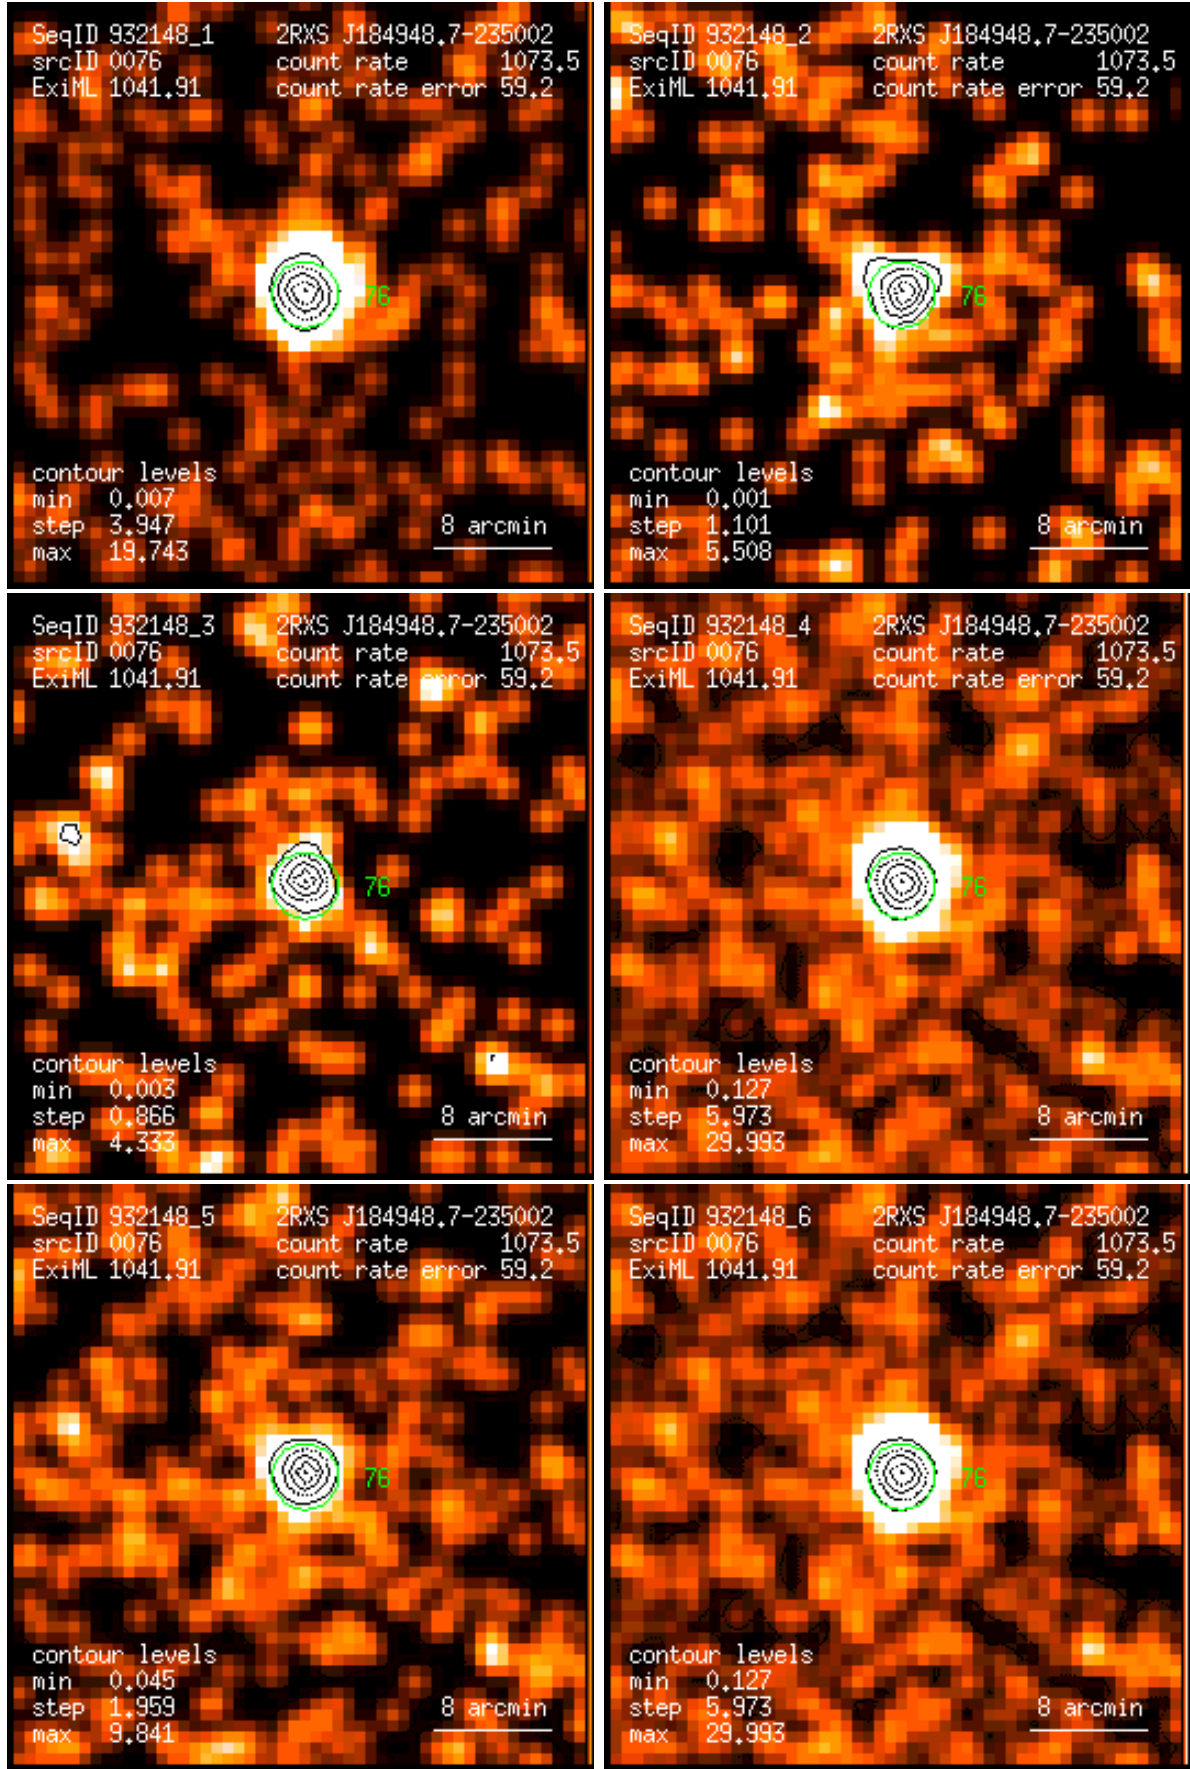 SeqID 932148_1 2RXS J184948.7-235002
srcID 0076 count rate 1073.5
ExiML 1041.91 count rate error 59.2
76
contour levels
min 0.007
step 3.947
max 19.743
8 arcmin
SeqID 932148_2 2RXS J184948.7-235002
srcID 0076 count rate 1073.5
ExiML 1041.91 count rate error 59.2
76
contour levels
min 0.001
step 1.101
max 5.508
8 arcmin
SeqID 932148_3 2RXS J184948.7-235002
srcID 0076 count rate 1073.5
ExiML 1041.91 count rate error 59.2
76
contour levels
min 0.003
step 0.866
max 4.333
8 arcmin
SeqID 932148_4 2RXS J184948.7-235002
srcID 0076 count rate 1073.5
ExiML 1041.91 count rate error 59.2
76
contour levels
min 0.127
step 5.973
max 29.993
8 arcmin
SeqID 932148_5 2RXS J184948.7-235002
srcID 0076 count rate 1073.5
ExiML 1041.91 count rate error 59.2
76
contour levels
min 0.045
step 1.959
max 9.841
8 arcmin
SeqID 932148_6 2RXS J184948.7-235002
srcID 0076 count rate 1073.5
ExiML 1041.91 count rate error 59.2
76
contour levels
min 0.127
step 5.973
max 29.993
8 arcmin